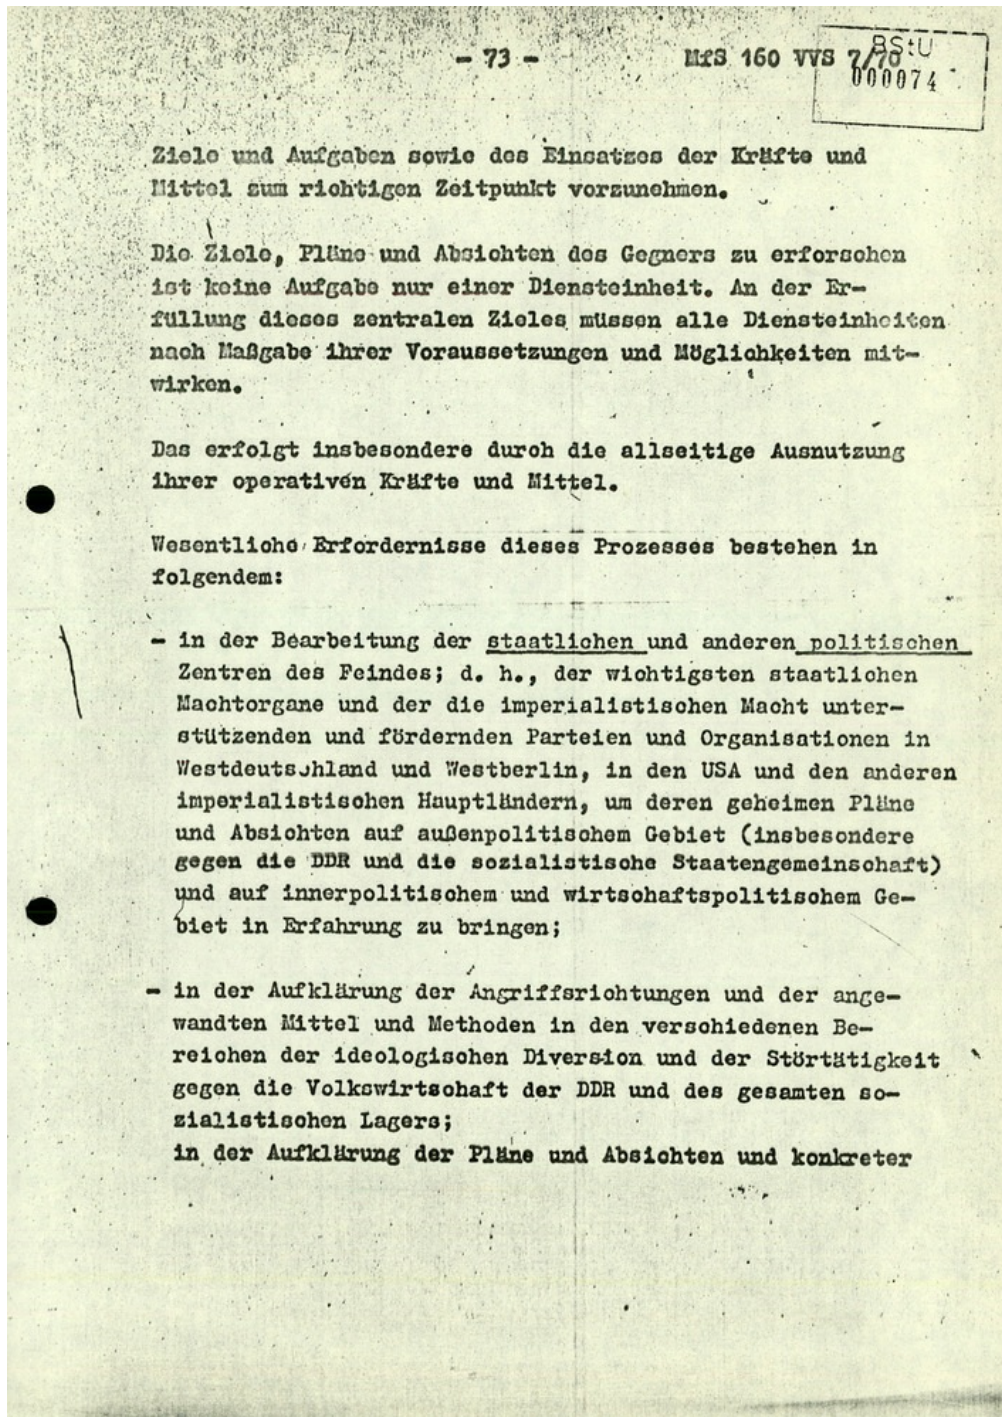 - 73 -
MfS 160 VVS 7/70
BStU
000074
Ziele und Aufgaben sowie des Einsatzes der Kräfte und
Mittel zum richtigen Zeitpunkt vorzunehmen.
Die Ziele, Pläne und Absichten des Gegners zu erforschen
ist keine Aufgabe nur einer Diensteinheit. An der Er-
füllung dieses zentralen Zieles müssen alle Diensteinheiten
nach Maßgabe ihrer Voraussetzungen und Möglichkeiten mit-
wirken.
Das erfolgt insbesondere durch die allseitige Ausnutzung
ihrer operativen Kräfte und Mittel.
Wesentliche Erfordernisse dieses Prozesses bestehen in
folgendem:
- in der Bearbeitung der staatlichen und anderen politischen
Zentren des Feindes; d. h., der wichtigsten staatlichen
Machtorgane und der die imperialistischen Macht unter-
stützenden und fördernden Parteien und Organisationen in
Westdeutschland und Westberlin, in den USA und den anderen
imperialistischen Hauptländern, um deren geheimen Pläne
und Absichten auf außenpolitischem Gebiet (insbesondere
gegen die DDR und die sozialistische Staatengemeinschaft)
und auf innerpolitischem und wirtschaftspolitischem Ge-
biet in Erfahrung zu bringen;
- in der Aufklärung der Angriffsrichtungen und der ange-
wandten Mittel und Methoden in den verschiedenen Be-
reichen der ideologischen Diversion und der Störtätigkeit
gegen die Volkswirtschaft der DDR und des gesamten so-
zialistischen Lagers;
in der Aufklärung der Pläne und Absichten und konkreter